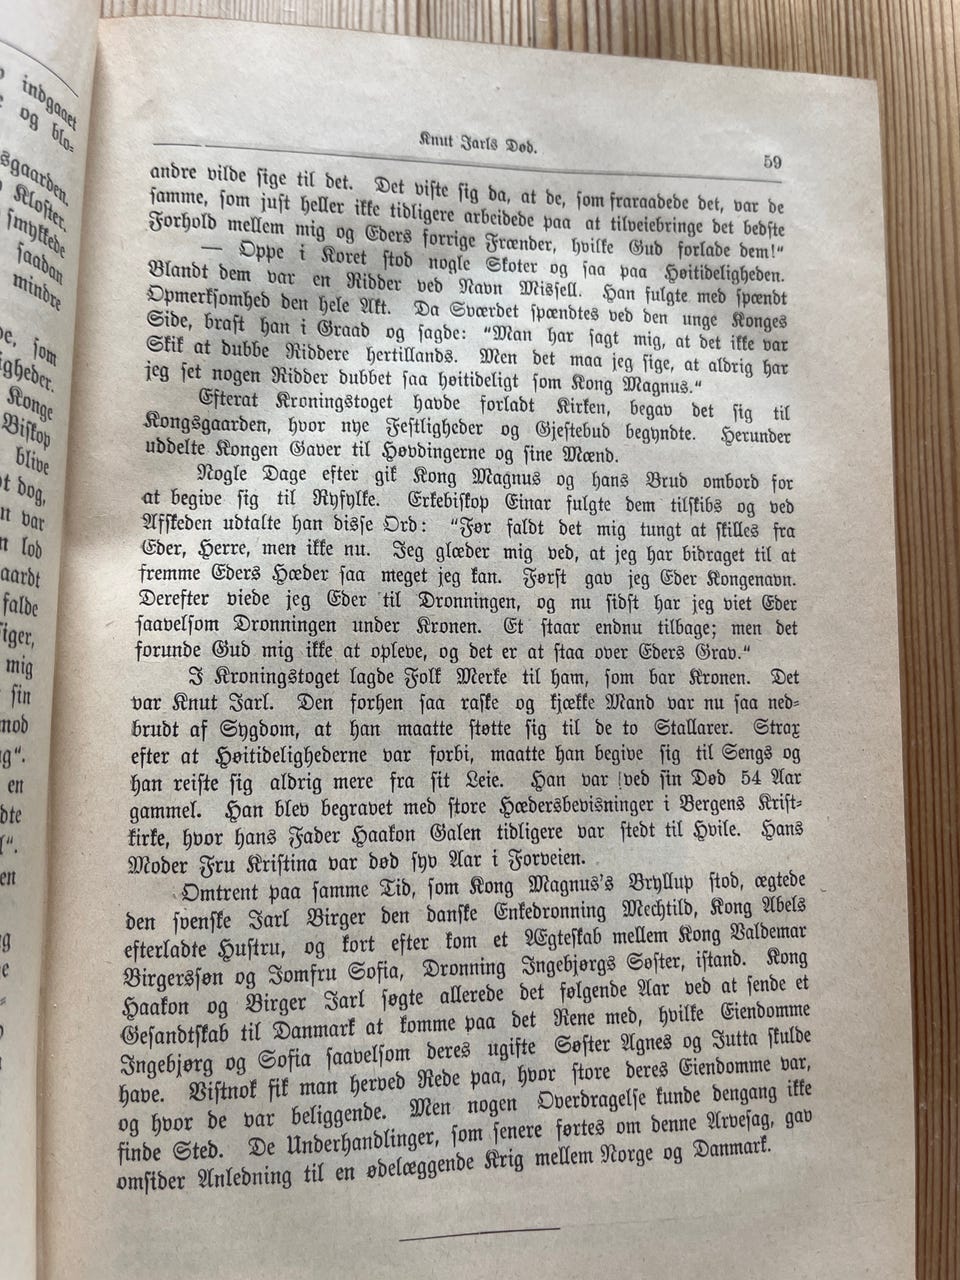 indgaaet
og blo-
sgaarden.
Kloster.
smykkede
saadan
mindre
som
igheder.
Konge
Biskop
blive
dog,
var
lod
aardt
falde
siger,
mig
sin
mod
en
Knut Jarls Død.
59
andre vilde sige til det. Det viste sig da, at de, som fraraadede det, var de
samme, som just heller ikke tidligere arbeidede paa at tilveiebringe det bedste
Forhold mellem mig og Eders forrige Frænder, hvilke Gud forlade dem!"
— Oppe i Koret stod nogle Skoter og saa paa Høitideligheden.
Blandt dem var en Ridder ved Navn Missell. Han fulgte med spændt
Opmerksomhed den hele Akt. Da Sværdet spændtes ved den unge Konges
Side, brast han i Graad og sagde: "Man har sagt mig, at det ikke var
Skik at dubbe Riddere hertillands. Men det maa jeg sige, at aldrig har
jeg set nogen Ridder dubbet saa høitideligt som Kong Magnus."
Efterat Kroningstoget havde forladt Kirken, begav det sig til
Kongsgaarden, hvor nye Festligheder og Gjestebud begyndte. Herunder
uddelte Kongen Gaver til Høvdingerne og sine Mænd.
Nogle Dage efter gik Kong Magnus og hans Brud ombord for
at begive sig til Ryfylke. Erkebiskop Einar fulgte dem tilskibs og ved
Afskeden udtalte han disse Ord: "Før faldt det mig tungt at skilles fra
Eder, Herre, men ikke nu. Jeg glæder mig ved, at jeg har bidraget til at
fremme Eders Hæder saa meget jeg kan. Først gav jeg Eder Kongenavn.
Derefter viede jeg Eder til Dronningen, og nu sidst har jeg viet Eder
saavelsom Dronningen under Kronen. Et staar endnu tilbage; men det
forunde Gud mig ikke at opleve, og det er at staa over Eders Grav."
I Kroningstoget lagde Folk Merke til ham, som bar Kronen. Det
var Knut Jarl. Den forhen saa raske og kjække Mand var nu saa ned-
brudt af Sygdom, at han maatte støtte sig til de to Stallarer. Strax
efter at Høitidelighederne var forbi, maatte han begive sig til Sengs og
han reiste sig aldrig mere fra sit Leie. Han var ved sin Død 54 Aar
gammel. Han blev begravet med store Hædersbevisninger i Bergens Krist-
kirke, hvor hans Fader Haakon Galen tidligere var stedt til Hvile. Hans
Moder Fru Kristina var død syv Aar i Forveien.
Omtrent paa samme Tid, som Kong Magnus's Bryllup stod, ægtede
den svenske Jarl Birger den danske Enkedronning Mechtild, Kong Abels
efterladte Hustru, og kort efter kom et Ægteskab mellem Kong Valdemar
Birgerssøn og Jomfru Sofia, Dronning Ingebjørgs Søster, istand. Kong
Haakon og Birger Jarl søgte allerede det følgende Aar ved at sende et
Gesandtskab til Danmark at komme paa det Rene med, hvilke Eiendomme
Ingebjørg og Sofia saavelsom deres ugifte Søster Agnes og Jutta skulde
have. Vistnok fik man herved Rede paa, hvor store deres Eiendomme var,
og hvor de var beliggende. Men nogen Overdragelse kunde dengang ikke
finde Sted. De Underhandlinger, som senere førtes om denne Arvesag, gav
omsider Anledning til en ødelæggende Krig mellem Norge og Danmark.